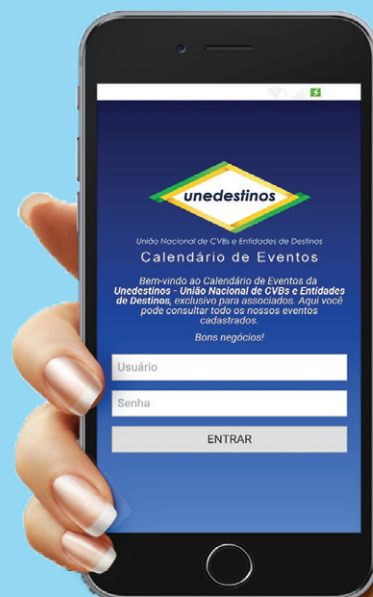 unedestinos
União Nacional de CVBs e Entidades de Destinos
Calendário de Eventos
Bem-vindo ao Calendário de Eventos da
Unedestinos - União Nacional de CVBs e Entidades
de Destinos, exclusivo para associados. Aqui você
pode consultar todo os nossos eventos
cadastrados.
Bons negócios!
Usuário
Senha
ENTRAR